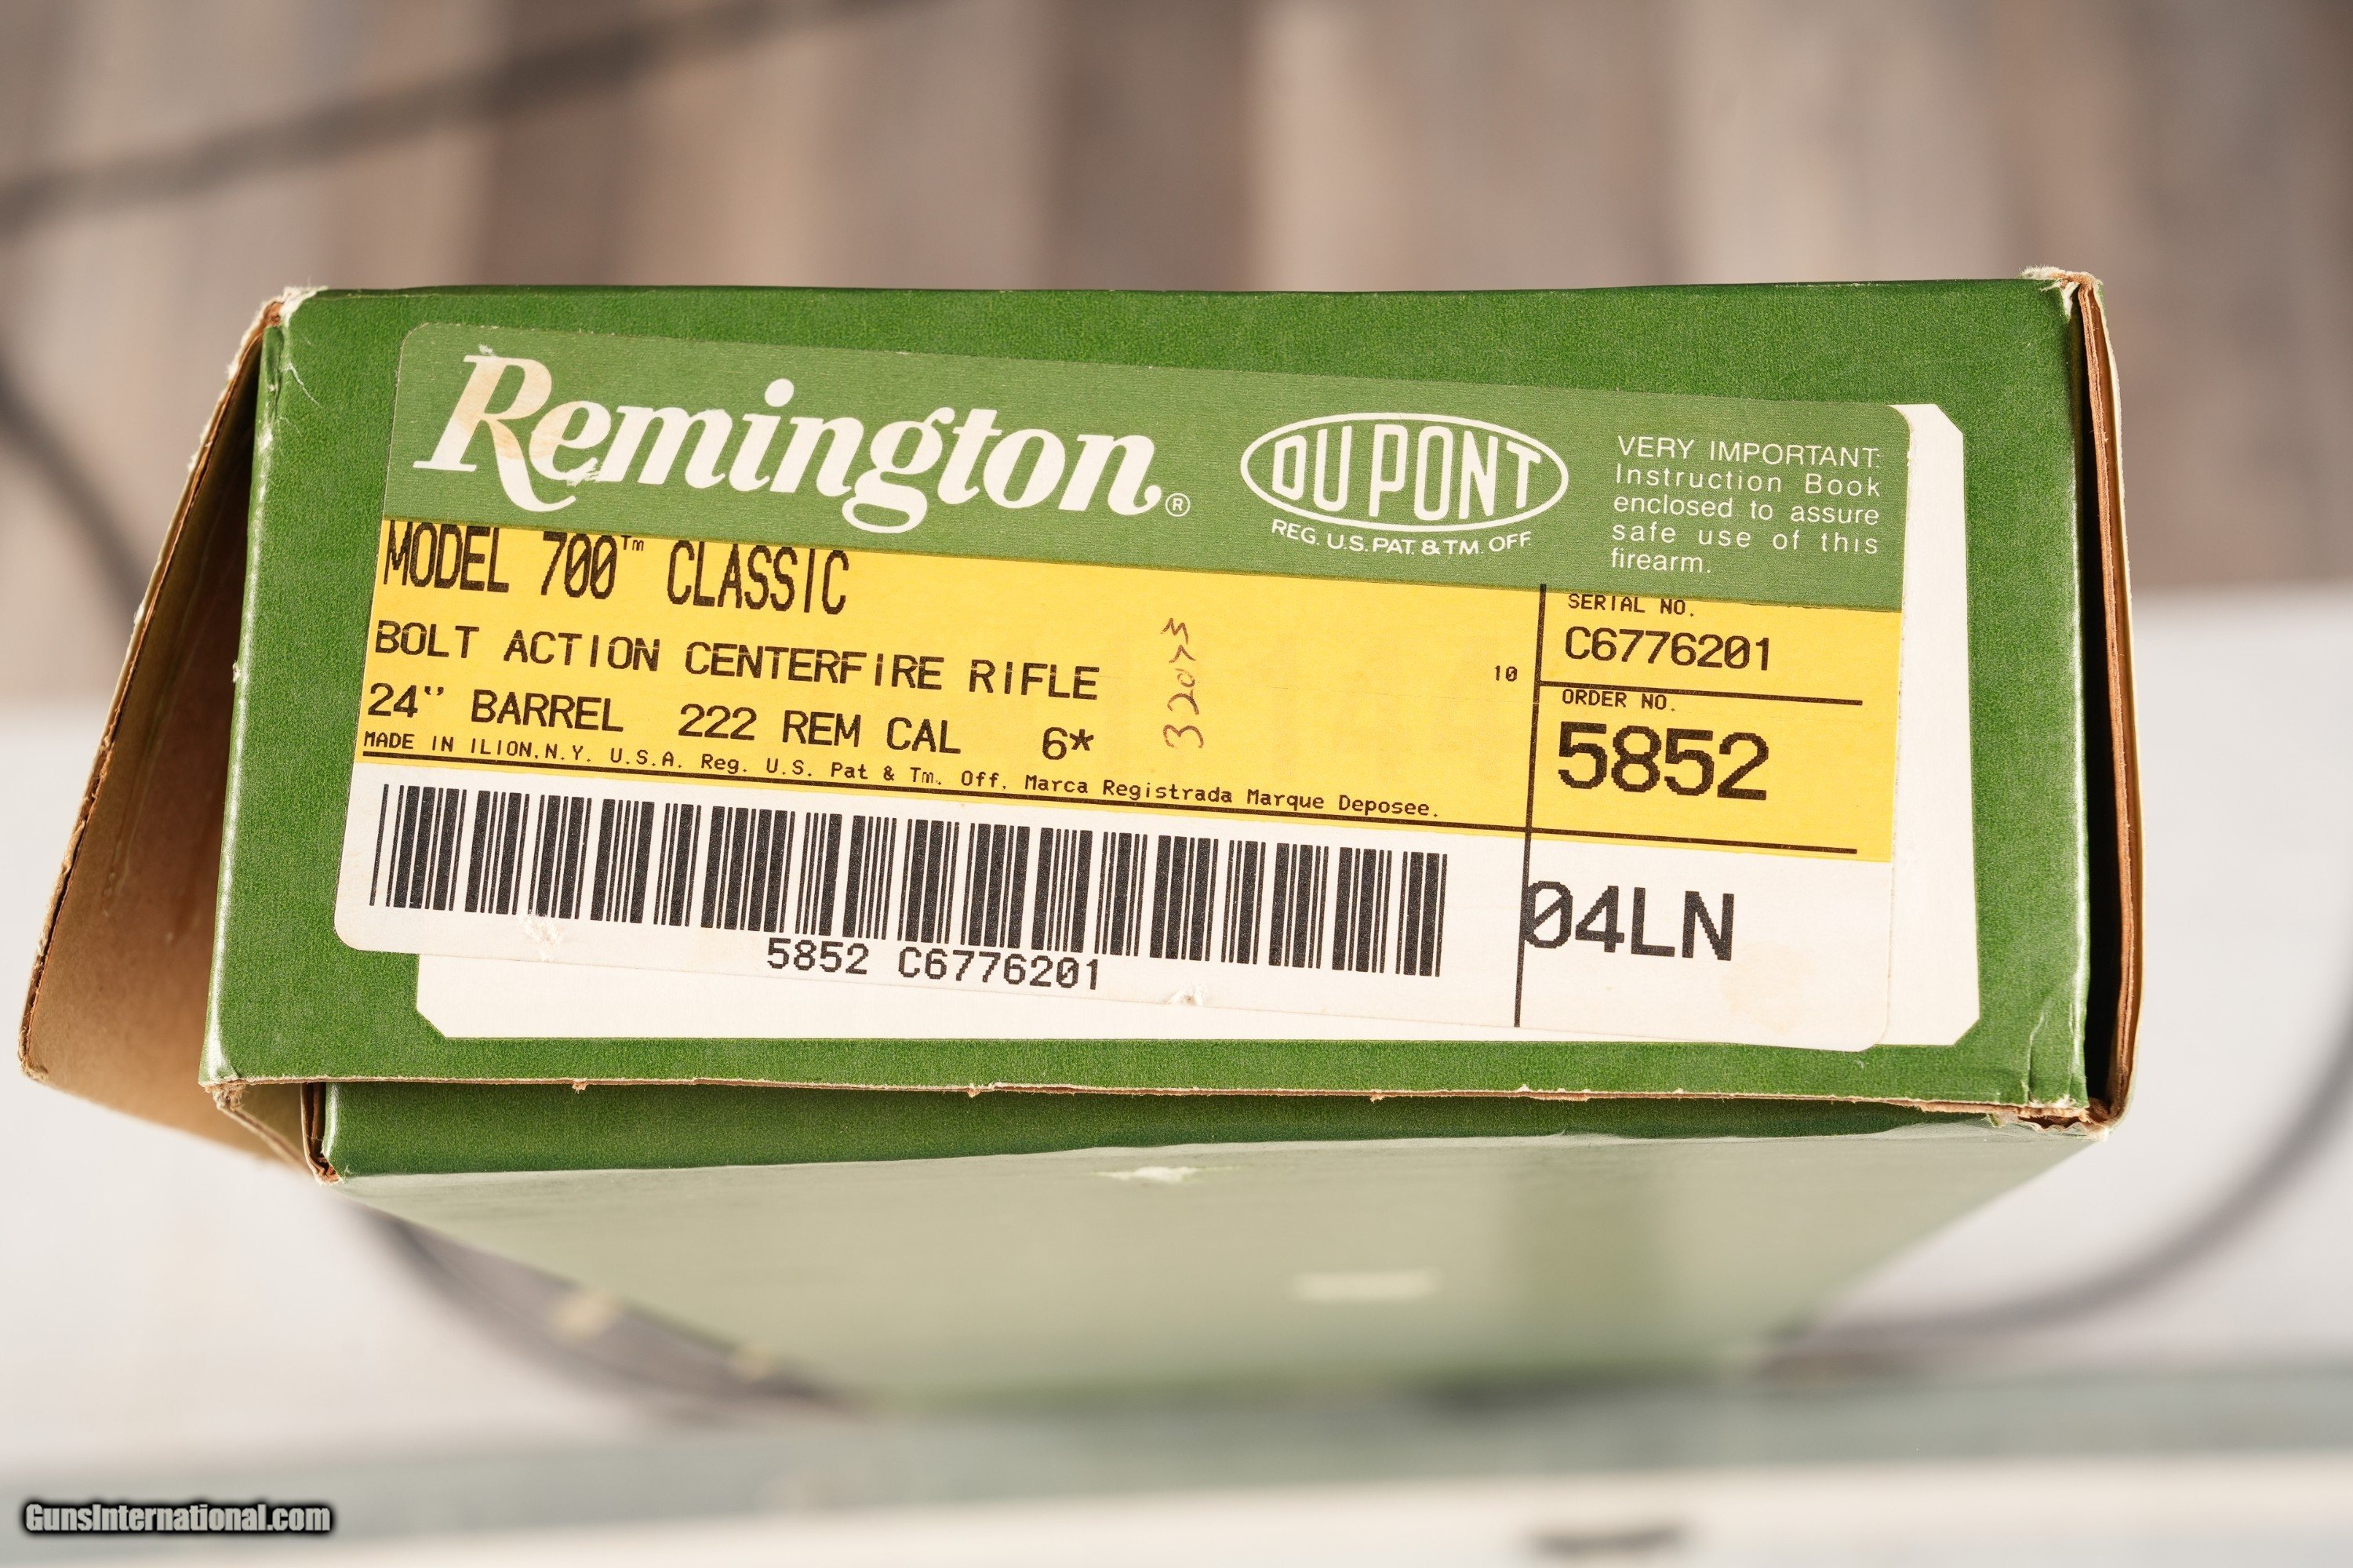 Remington®
DU PONT
REG. U.S. PAT. & TM. OFF.
VERY IMPORTANT:
Instruction Book
enclosed to assure
safe use of this
firearm.
MODEL 700™ CLASSIC
BOLT ACTION CENTERFIRE RIFLE
24" BARREL 222 REM CAL 6*
MADE IN ILION, N.Y. U.S.A. Reg. U.S. Pat & Tm. Off. Marca Registrada Marque Deposee.
10
SERIAL NO.
C6776201
ORDER NO.
5852
5852 C6776201
04LN
GunsInternational.com